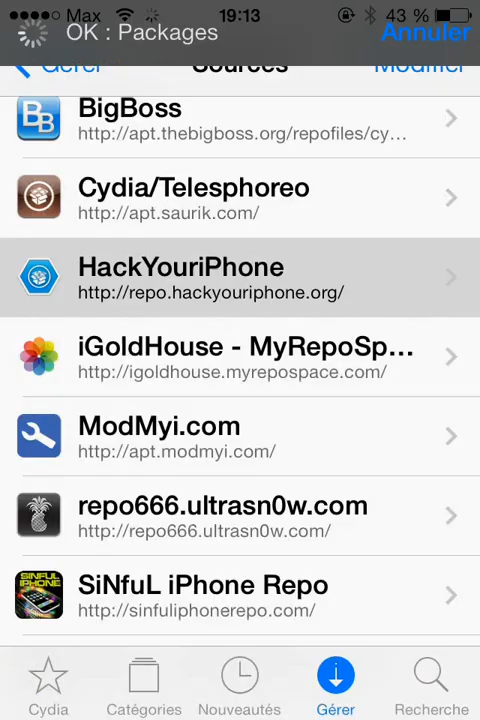 Max 19:13 43 %
OK : Packages Annuler
Gérer Sources Modifier
BB BigBoss
http://apt.thebigboss.org/repofiles/cy...
Cydia/Telesphoreo
http://apt.saurik.com/
HackYouriPhone
http://repo.hackyouriphone.org/
iGoldHouse - MyRepoSp...
http://igoldhouse.myrepospace.com/
ModMyi.com
http://apt.modmyi.com/
repo666.ultrasn0w.com
http://repo666.ultrasn0w.com/
SINFUL
IPHONE
SiNfuL iPhone Repo
http://sinfuliphonerepo.com/
Cydia Catégories Nouveautés Gérer Recherche